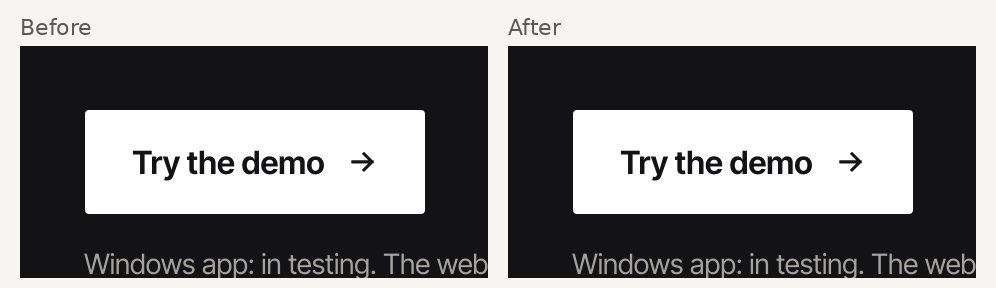 Before
After
Try the demo →
Try the demo →
Windows app: in testing. The web
Windows app: in testing. The web